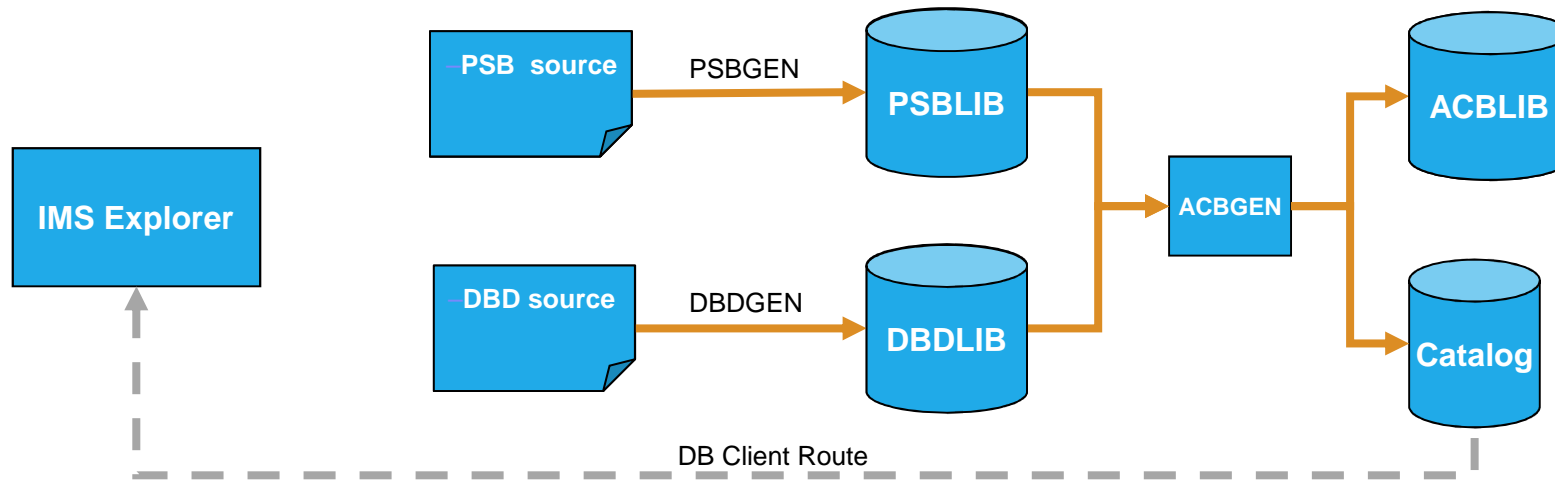 –PSB source
PSBGEN
PSBLIB
ACBLIB
IMS Explorer
ACBGEN
–DBD source
DBDGEN
DBDLIB
Catalog
DB Client Route